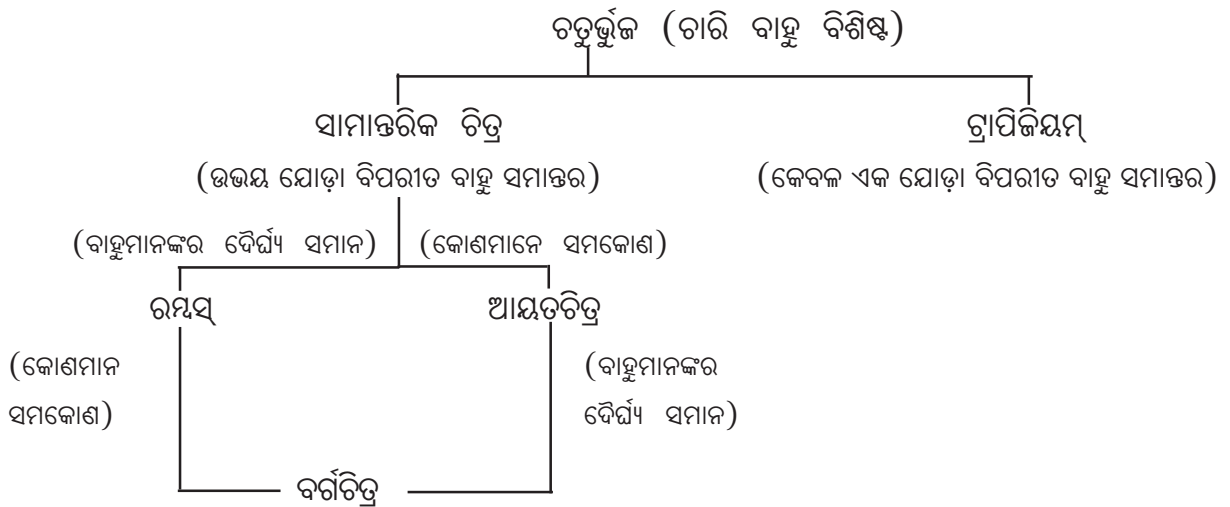 ଚତୁର୍ଭୁଜ (ଚାରି ବାହୁ ବିଶିଷ୍ଟ)
ସାମାନ୍ତରିକ ଚିତ୍ର ଟ୍ରାପିଜିୟମ୍
(ଉଭୟ ଯୋଡ଼ା ବିପରୀତ ବାହୁ ସମାନ୍ତର) (କେବଳ ଏକ ଯୋଡ଼ା ବିପରୀତ ବାହୁ ସମାନ୍ତର)
(ବାହୁମାନଙ୍କର ଦୈର୍ଘ୍ୟ ସମାନ) (କୋଣମାନେ ସମକୋଣ)
ରମ୍ବସ୍ ଆୟତଚିତ୍ର
(କୋଣମାନ (ବାହୁମାନଙ୍କର
ସମକୋଣ) ଦୈର୍ଘ୍ୟ ସମାନ)
ବର୍ଗଚିତ୍ର